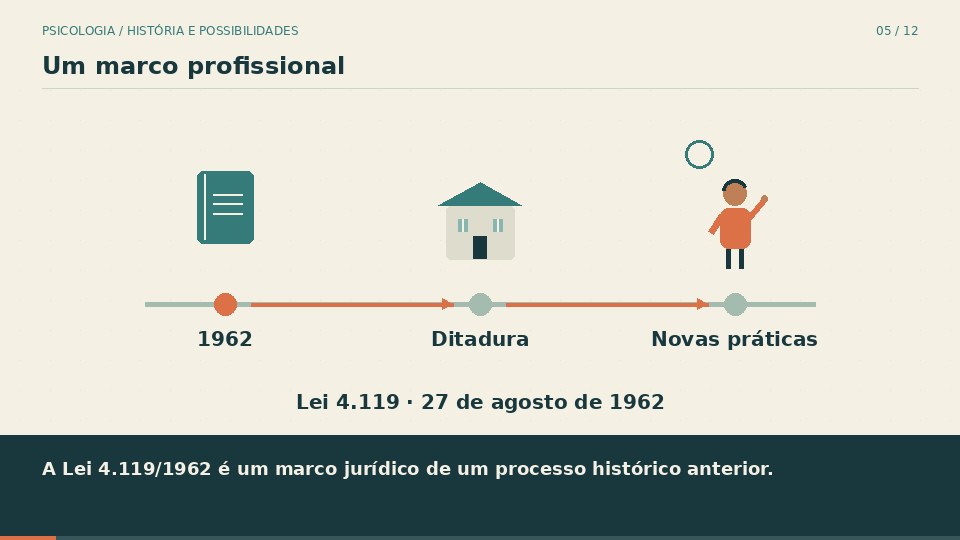 PSICOLOGIA / HISTÓRIA E POSSIBILIDADES
05 / 12
Um marco profissional
1962
Ditadura
Novas práticas
Lei 4.119 · 27 de agosto de 1962
A Lei 4.119/1962 é um marco jurídico de um processo histórico anterior.